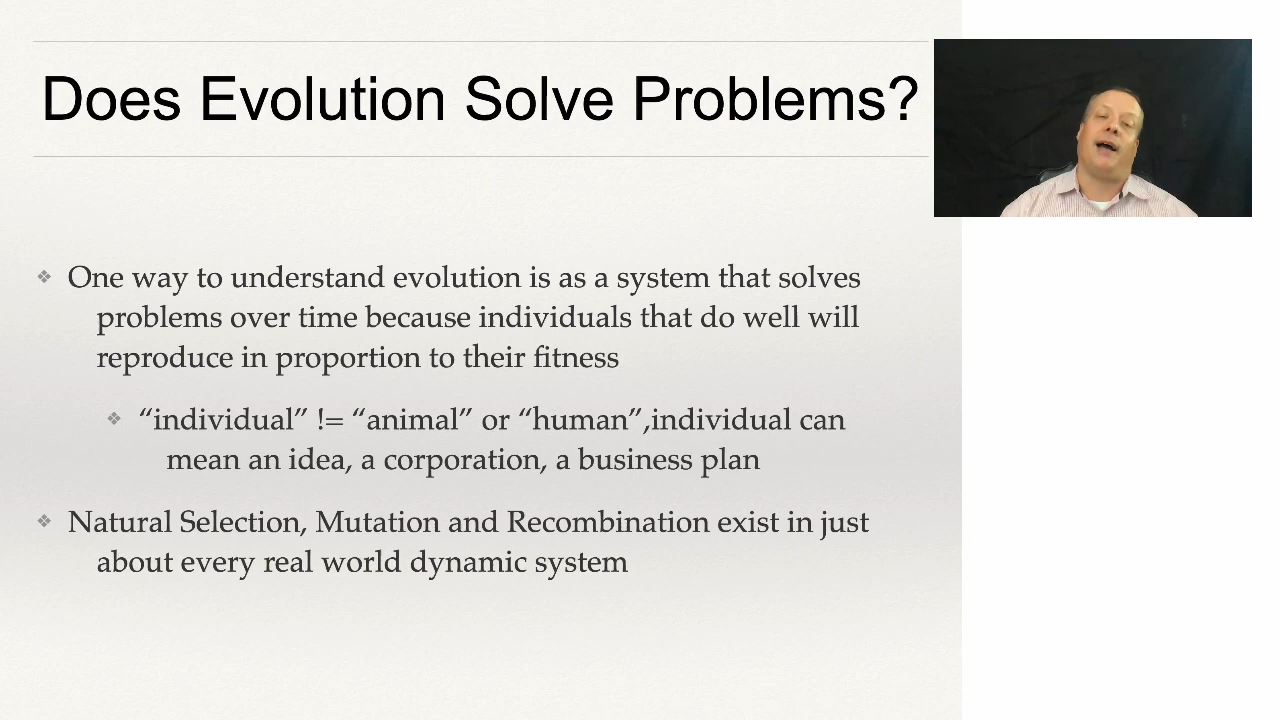 Does Evolution Solve Problems?
One way to understand evolution is as a system that solves
problems over time because individuals that do well will
reproduce in proportion to their fitness
“individual” != “animal” or “human”,individual can
mean an idea, a corporation, a business plan
Natural Selection, Mutation and Recombination exist in just
about every real world dynamic system